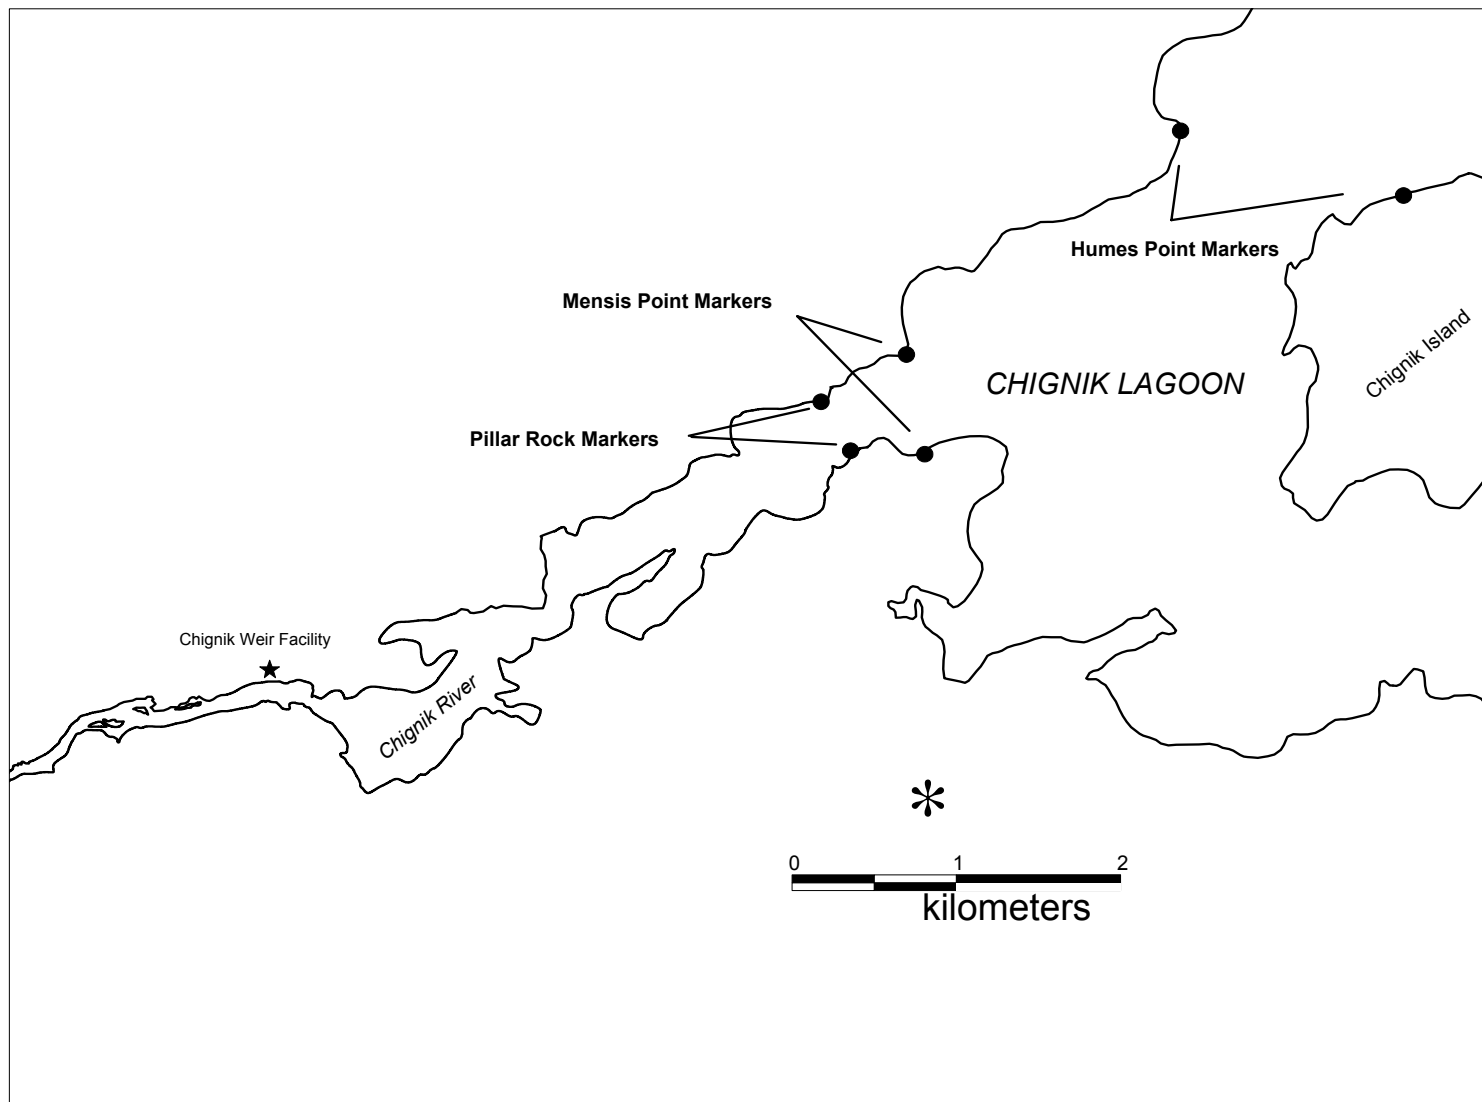 Humes Point Markers
Mensis Point Markers
Chignik Island
CHIGNIK LAGOON
Pillar Rock Markers
Chignik Weir Facility
Chignik River
0 1 2
kilometers